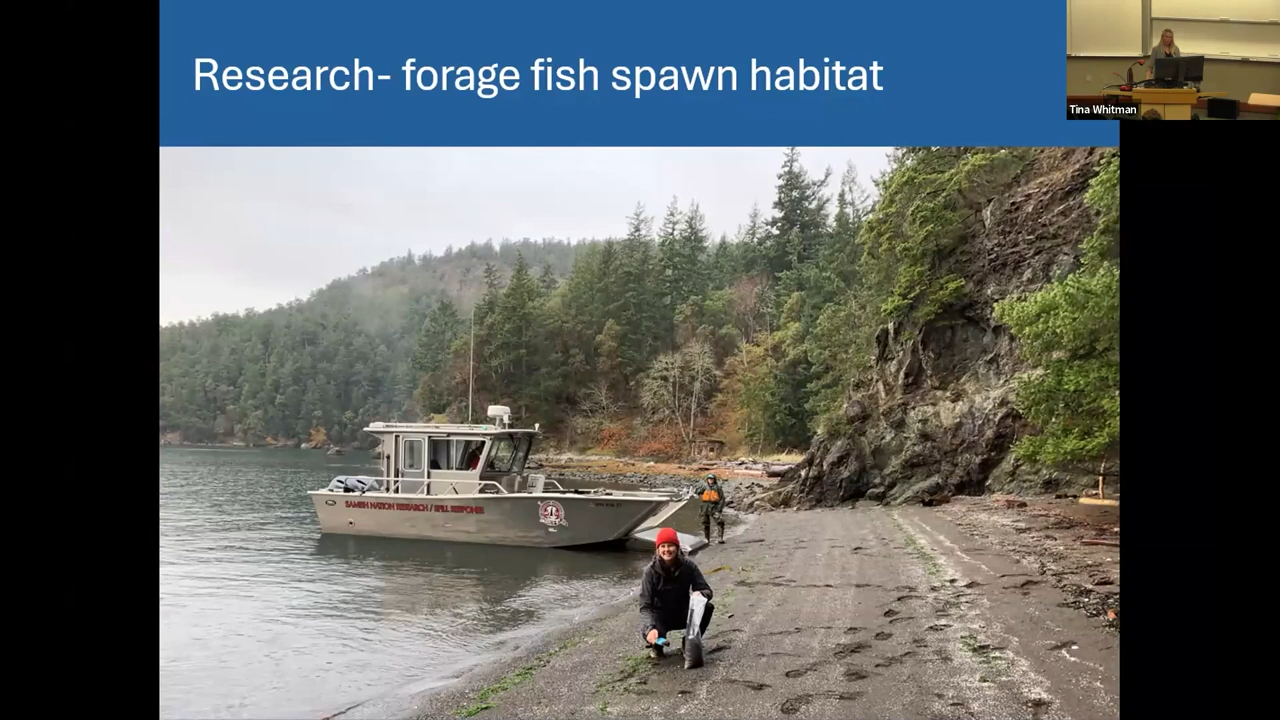 Research- forage fish spawn habitat
Tina Whitman
SAMISH NATION RESEARCH / SPILL RESPONSE